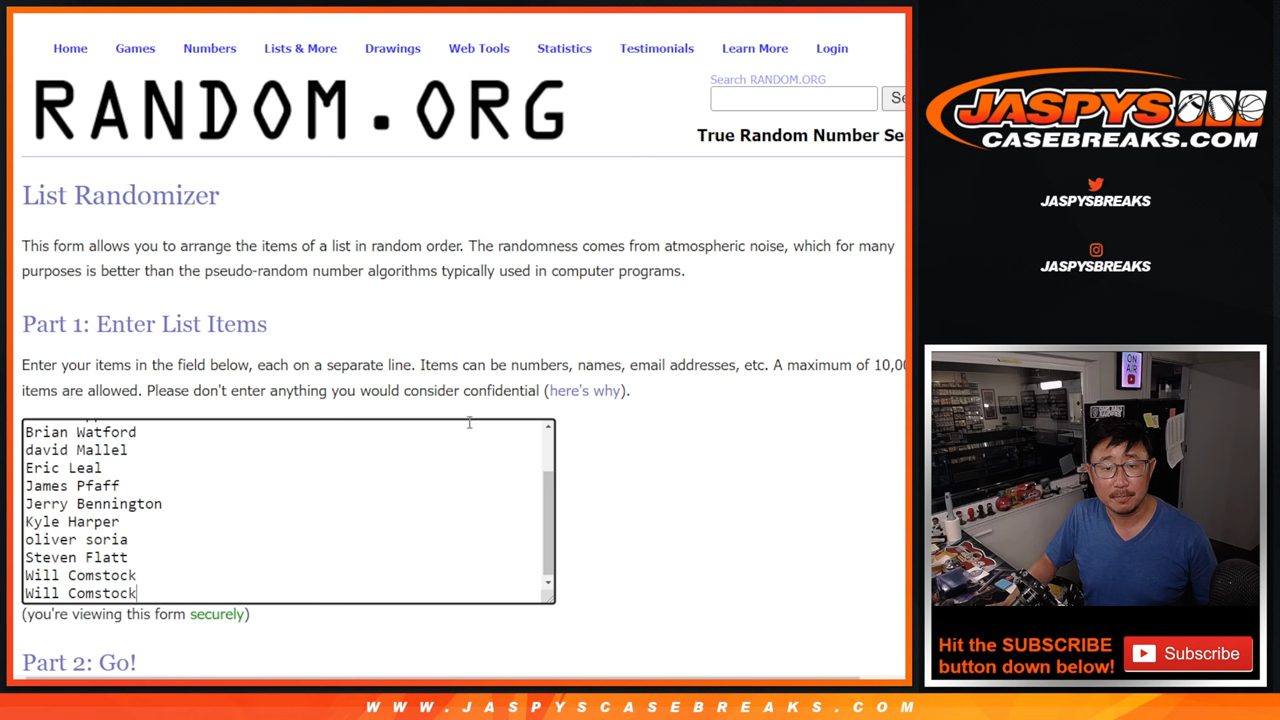 Home Games Numbers Lists & More Drawings Web Tools Statistics Testimonials Learn More Login
RANDOM.ORG
Search RANDOM.ORG
Se
True Random Number Se
List Randomizer
This form allows you to arrange the items of a list in random order. The randomness comes from atmospheric noise, which for many
purposes is better than the pseudo-random number algorithms typically used in computer programs.
Part 1: Enter List Items
Enter your items in the field below, each on a separate line. Items can be numbers, names, email addresses, etc. A maximum of 10,00
items are allowed. Please don't enter anything you would consider confidential (here's why).
Brian Watford
david Mallel
Eric Leal
James Pfaff
Jerry Bennington
Kyle Harper
oliver soria
Steven Flatt
Will Comstock
Will Comstock
(you're viewing this form securely)
Part 2: Go!
JASPYS
CASEBREAKS.COM
JASPYSBREAKS
JASPYSBREAKS
ON
AIR
Hit the SUBSCRIBE
button down below!
Subscribe
WWW.JASPYSCASEBREAKS.COM